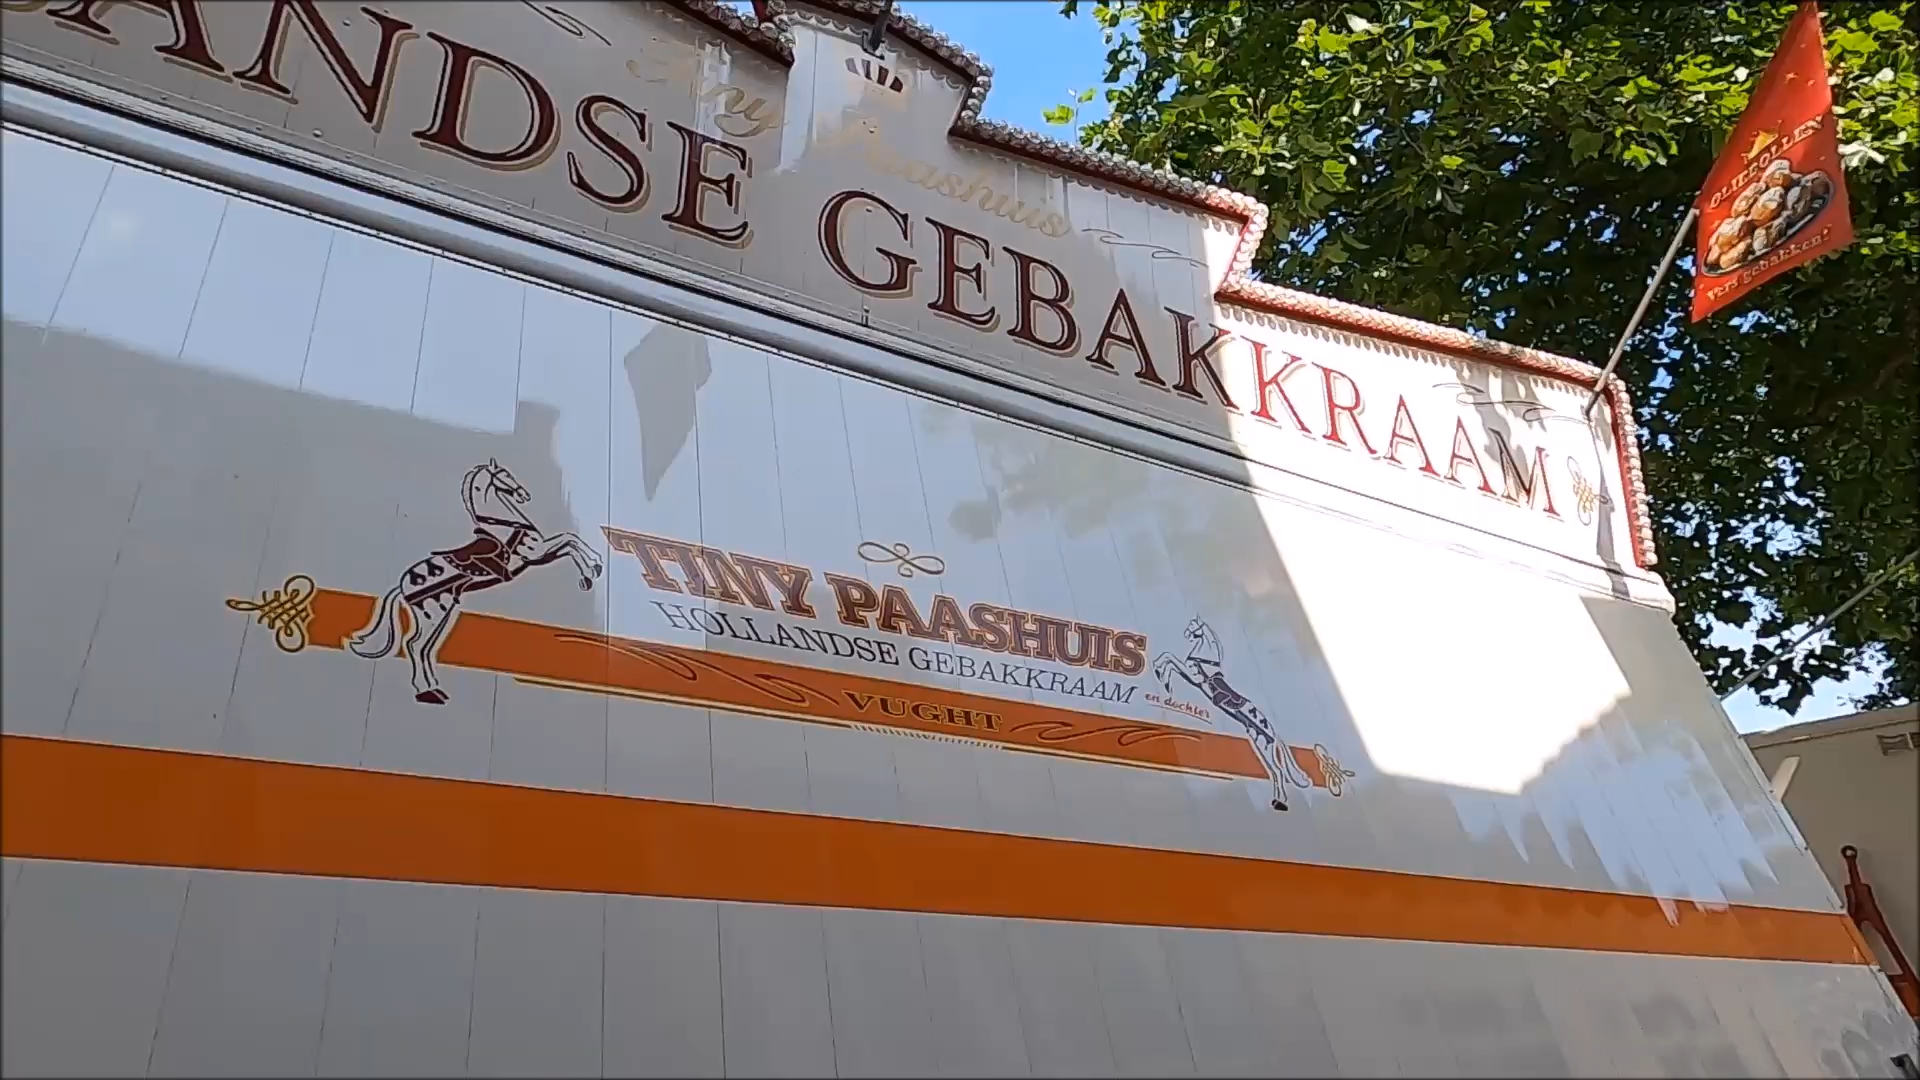 Tiny Paashuis
ANDSE GEBAKKRAAM
OLIEBOLLEN
Vers gebakken!
TINY PAASHUIS
HOLLANDSE GEBAKKRAAM
en dochter
VUGHT